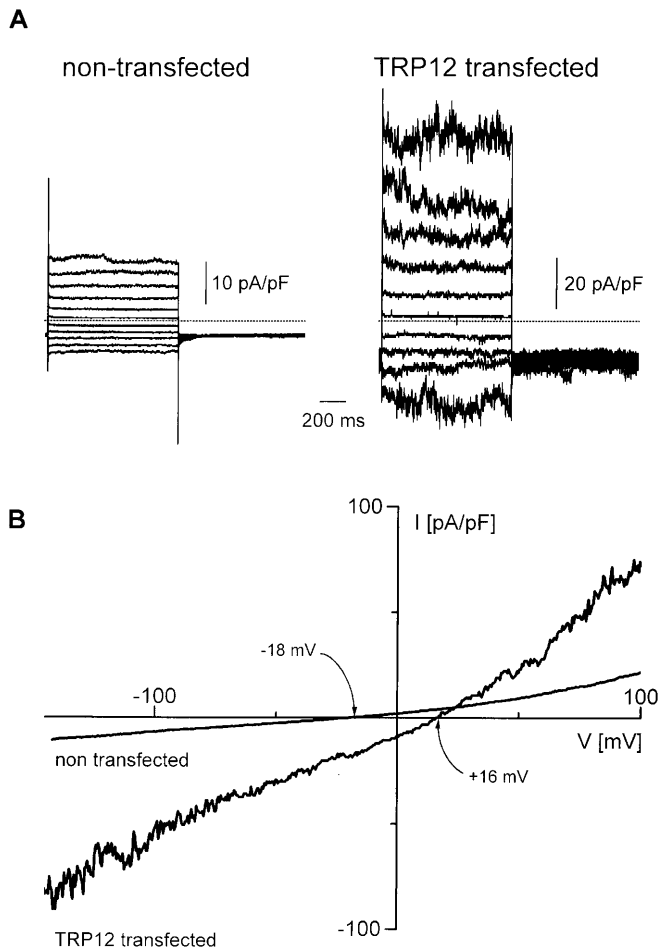 A
non-transfected
TRP12 transfected
10 pA/pF
20 pA/pF
200 ms
B
100
I [pA/pF]
-18 mV
-100
100
V [mV]
non transfected
+16 mV
TRP12 transfected
-100